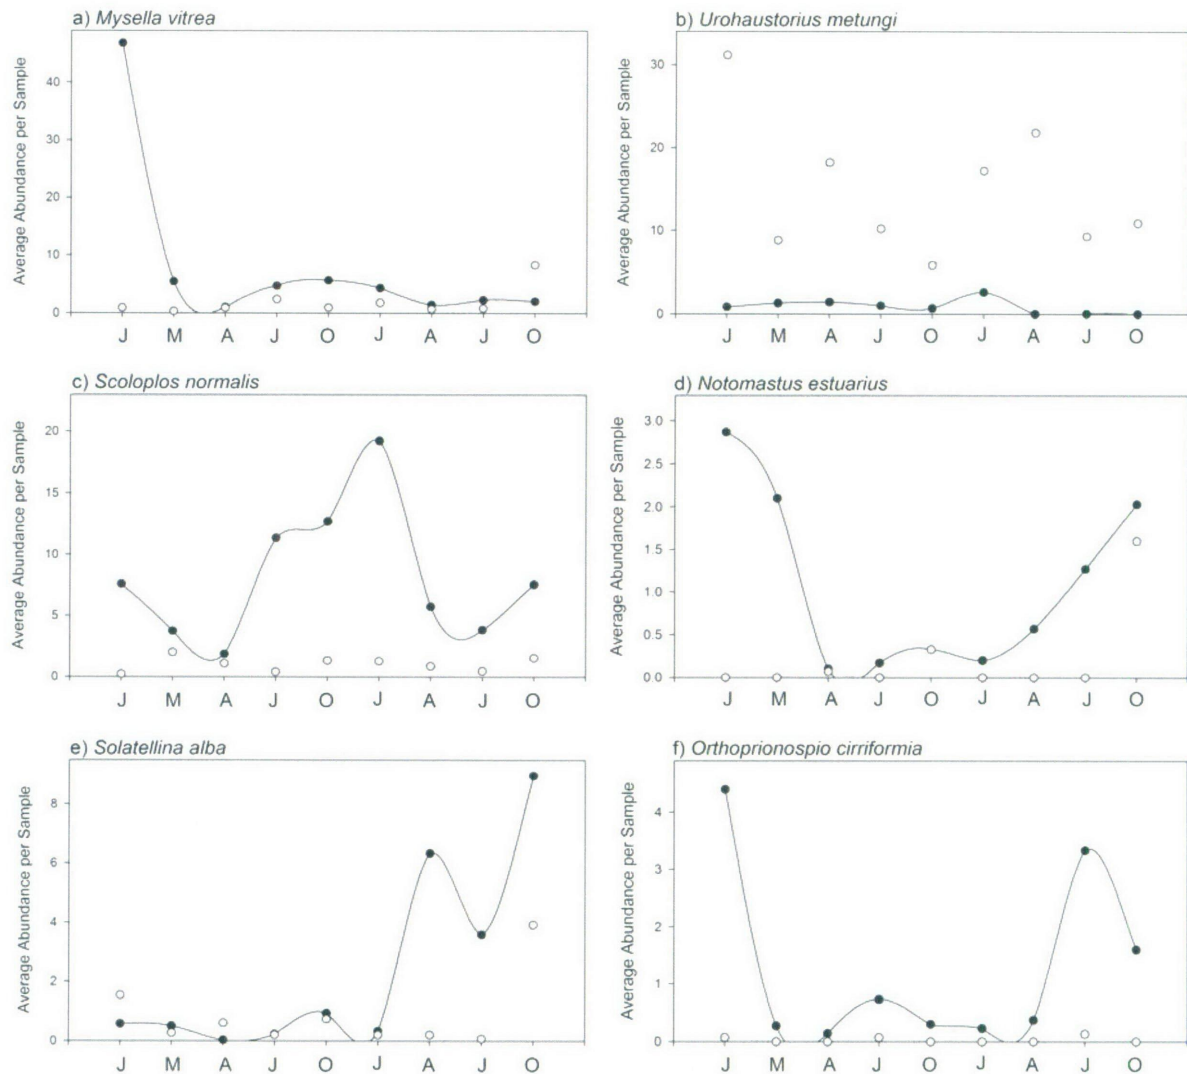 a) Mysella vitrea
Average Abundance per Sample
40
30
20
10
0
J M A J O J A J O
b) Urohaustorius metungi
Average Abundance per Sample
30
20
10
0
J M A J O J A J O
c) Scoloplos normalis
Average Abundance per Sample
20
15
10
5
0
J M A J O J A J O
d) Notomastus estuarius
Average Abundance per Sample
3.0
2.5
2.0
1.5
1.0
0.5
0.0
J M A J O J A J O
e) Solatellina alba
Average Abundance per Sample
8
6
4
2
0
J M A J O J A J O
f) Orthoprionospio cirriformia
Average Abundance per Sample
4
3
2
1
0
J M A J O J A J O